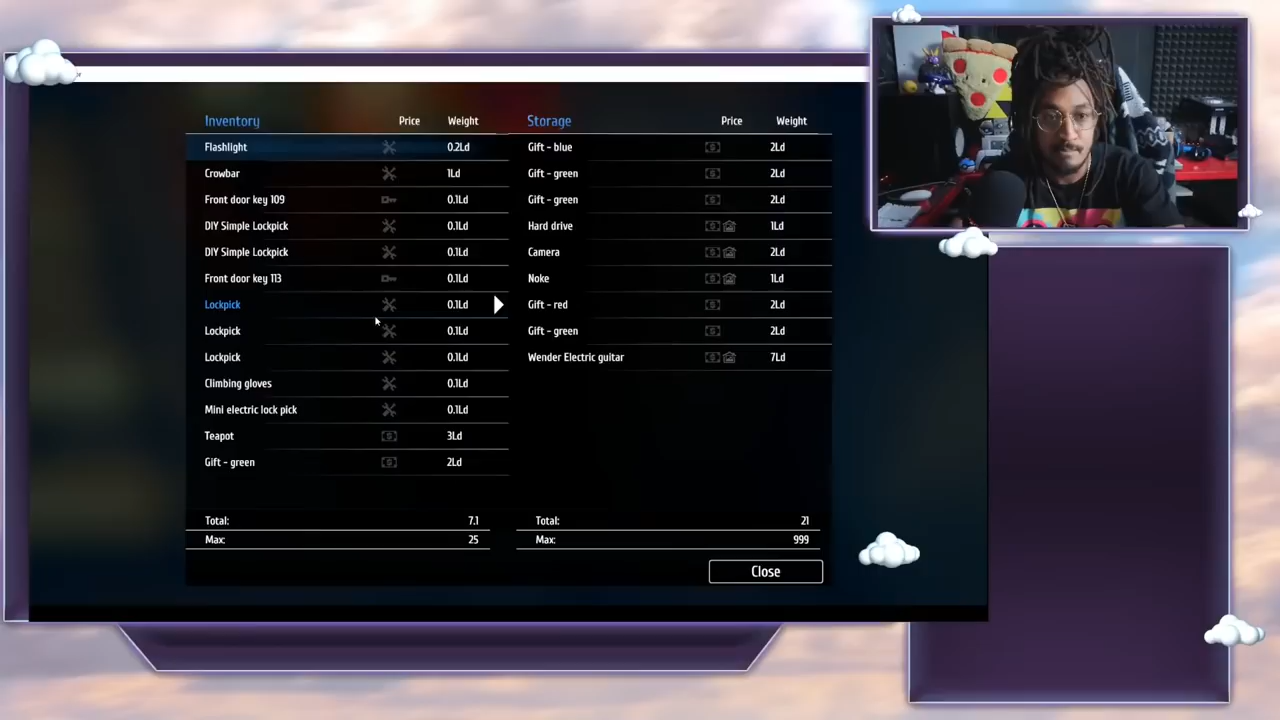 Inventory Price Weight
Flashlight 0.2Ld
Crowbar 1Ld
Front door key 109 0.1Ld
DIY Simple Lockpick 0.1Ld
DIY Simple Lockpick 0.1Ld
Front door key 113 0.1Ld
Lockpick 0.1Ld
Lockpick 0.1Ld
Lockpick 0.1Ld
Climbing gloves 0.1Ld
Mini electric lock pick 0.1Ld
Teapot 3Ld
Gift - green 2Ld
Total: 7.1
Max: 25
Storage Price Weight
Gift - blue 2Ld
Gift - green 2Ld
Gift - green 2Ld
Hard drive 1Ld
Camera 2Ld
Noke 1Ld
Gift - red 2Ld
Gift - green 2Ld
Wender Electric guitar 7Ld
Total: 21
Max: 999
Close